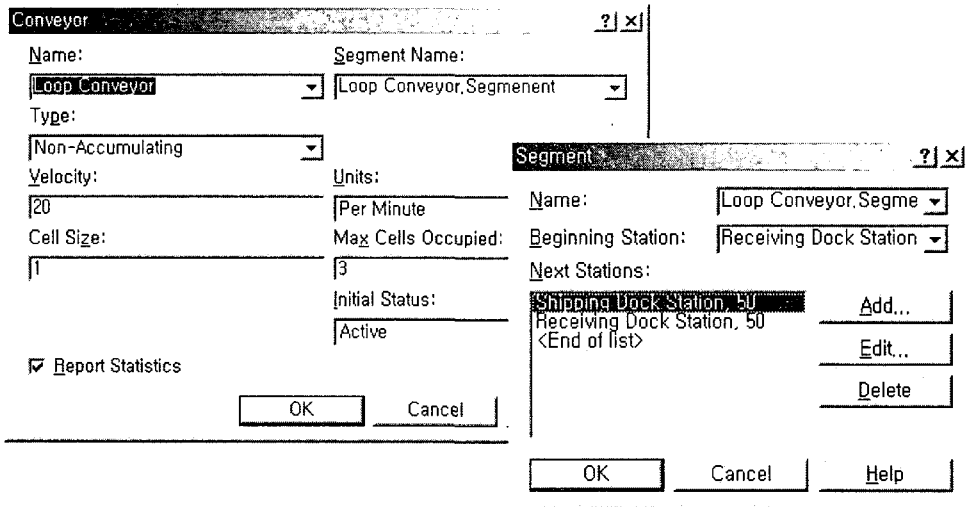 Conveyor
Name:
Segment Name:
Loop Conveyor
Loop Conveyor.Segmenent
Type:
Non-Accumulating
Velocity:
Units:
20
Per Minute
Cell Size:
Max Cells Occupied:
1
3
Initial Status:
Active
Report Statistics
OK
Cancel
Segment
Name:
Loop Conveyor.Segme
Beginning Station:
Receiving Dock Station
Next Stations:
Shipping Dock Station, 50
Receiving Dock Station, 50
<End of list>
Add...
Edit...
Delete
OK
Cancel
Help